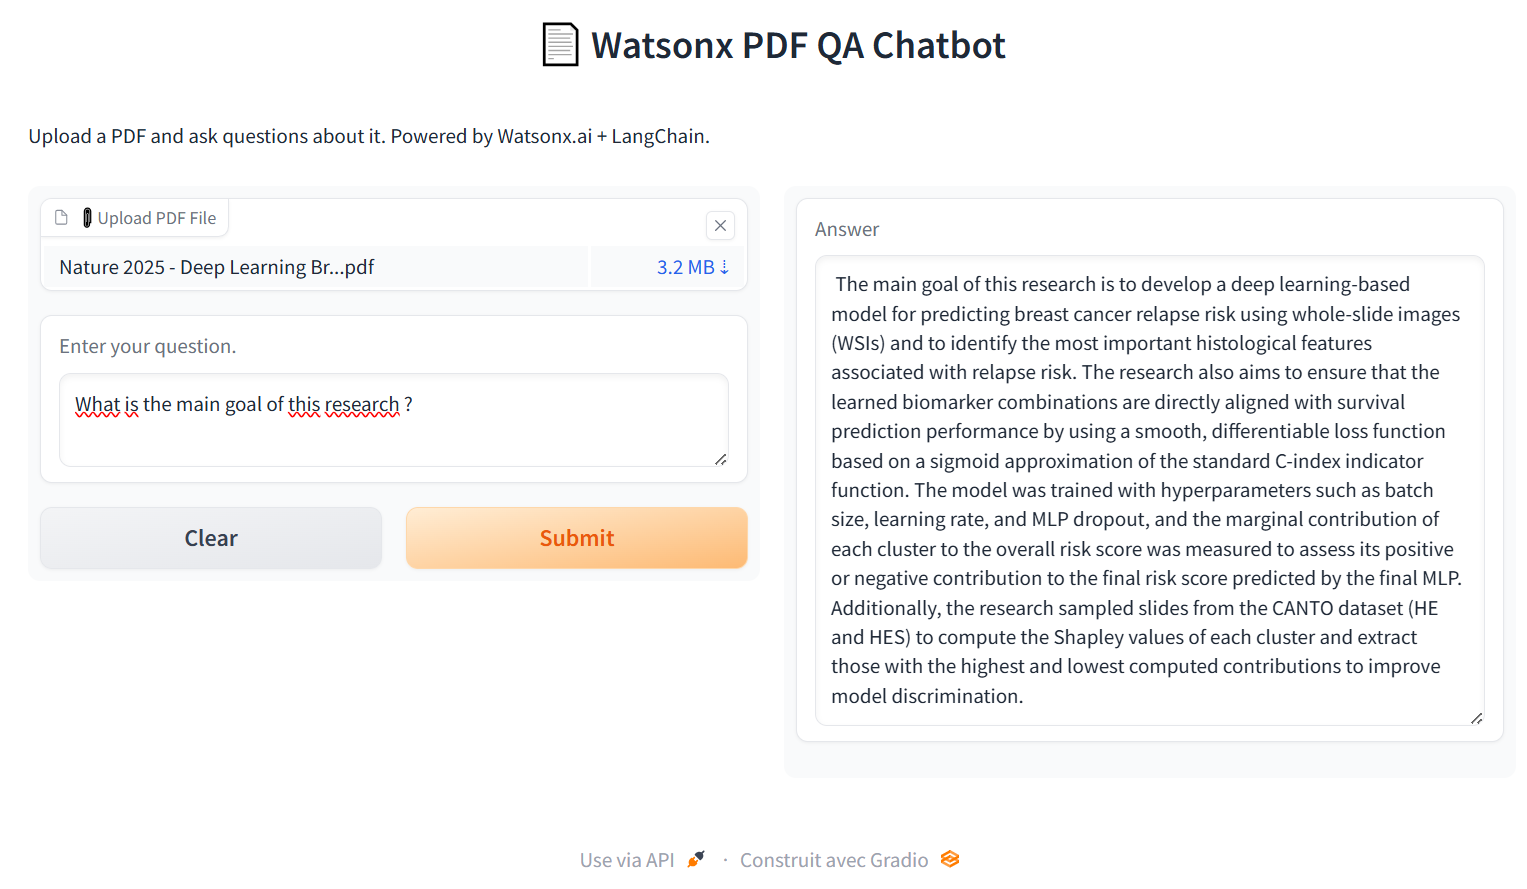 Watsonx PDF QA Chatbot
Upload a PDF and ask questions about it. Powered by Watsonx.ai + LangChain.
Upload PDF File
Nature 2025 - Deep Learning Br...pdf
3.2 MB ⇣
Enter your question.
What is the main goal of this research ?
Clear
Submit
Answer
The main goal of this research is to develop a deep learning-based
model for predicting breast cancer relapse risk using whole-slide images
(WSIs) and to identify the most important histological features
associated with relapse risk. The research also aims to ensure that the
learned biomarker combinations are directly aligned with survival
prediction performance by using a smooth, differentiable loss function
based on a sigmoid approximation of the standard C-index indicator
function. The model was trained with hyperparameters such as batch
size, learning rate, and MLP dropout, and the marginal contribution of
each cluster to the overall risk score was measured to assess its positive
or negative contribution to the final risk score predicted by the final MLP.
Additionally, the research sampled slides from the CANTO dataset (HE
and HES) to compute the Shapley values of each cluster and extract
those with the highest and lowest computed contributions to improve
model discrimination.
Use via API · Construit avec Gradio